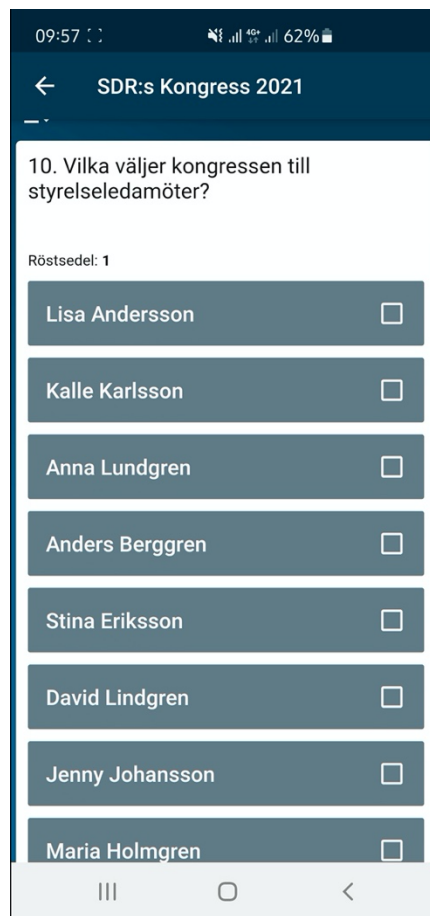 09:57 4G+ 62%
SDR:s Kongress 2021
10. Vilka väljer kongressen till
styrelseledamöter?
Röstsedel: 1
Lisa Andersson
Kalle Karlsson
Anna Lundgren
Anders Berggren
Stina Eriksson
David Lindgren
Jenny Johansson
Maria Holmgren